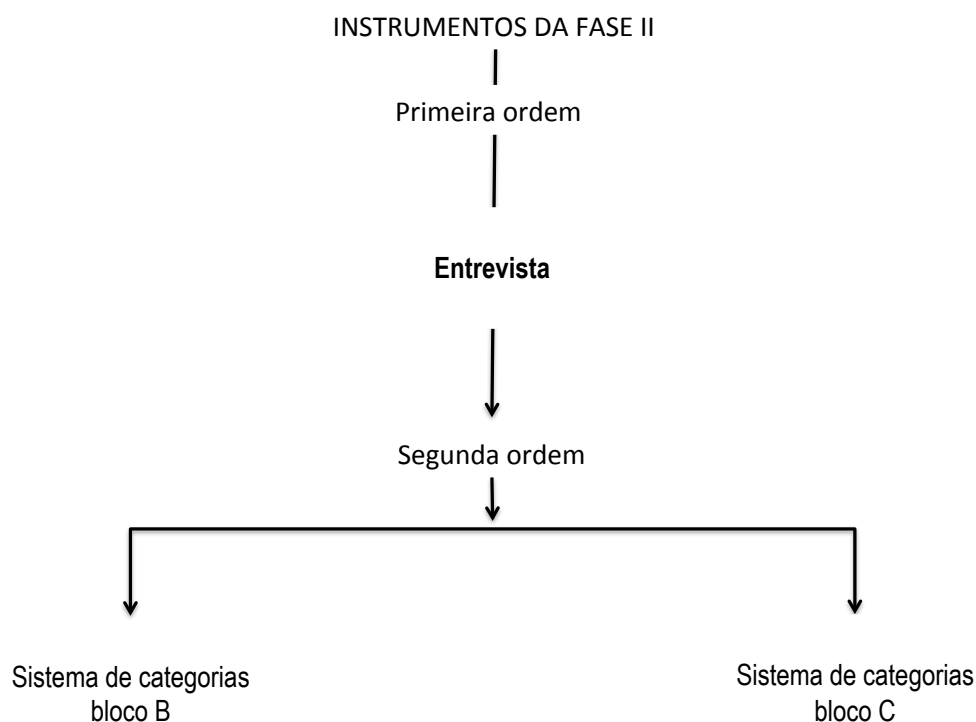 INSTRUMENTOS DA FASE II
Primeira ordem
Entrevista
Segunda ordem
Sistema de categorias
bloco B
Sistema de categorias
bloco C